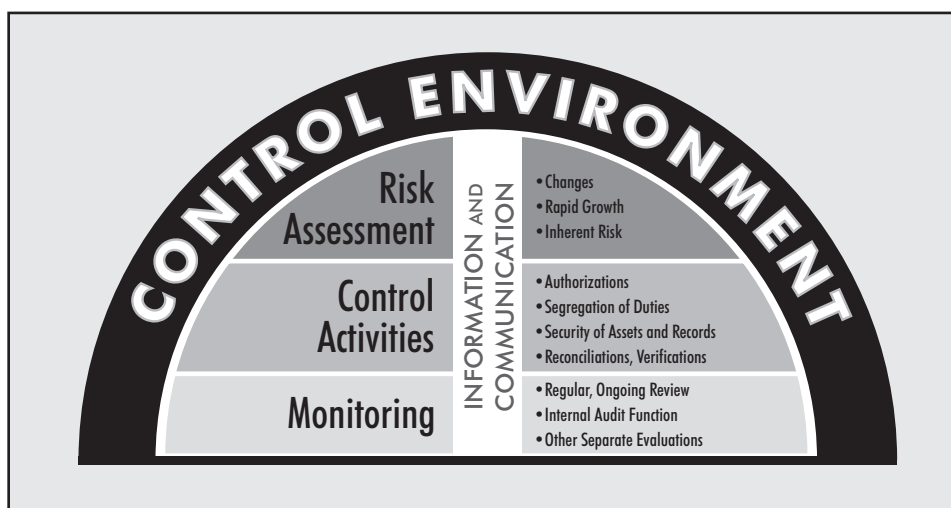 CONTROL ENVIRONMENT
Risk
Assessment
INFORMATION AND
COMMUNICATION
• Changes
• Rapid Growth
• Inherent Risk
Control
Activities
• Authorizations
• Segregation of Duties
• Security of Assets and Records
• Reconciliations, Verifications
Monitoring
• Regular, Ongoing Review
• Internal Audit Function
• Other Separate Evaluations